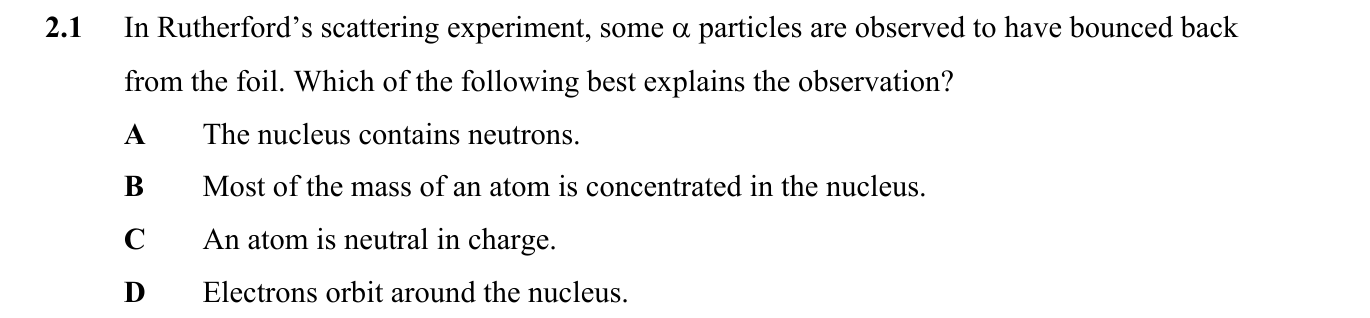 2.1 In Rutherford’s scattering experiment, some α particles are observed to have bounced back
from the foil. Which of the following best explains the observation?
A The nucleus contains neutrons.
B Most of the mass of an atom is concentrated in the nucleus.
C An atom is neutral in charge.
D Electrons orbit around the nucleus.